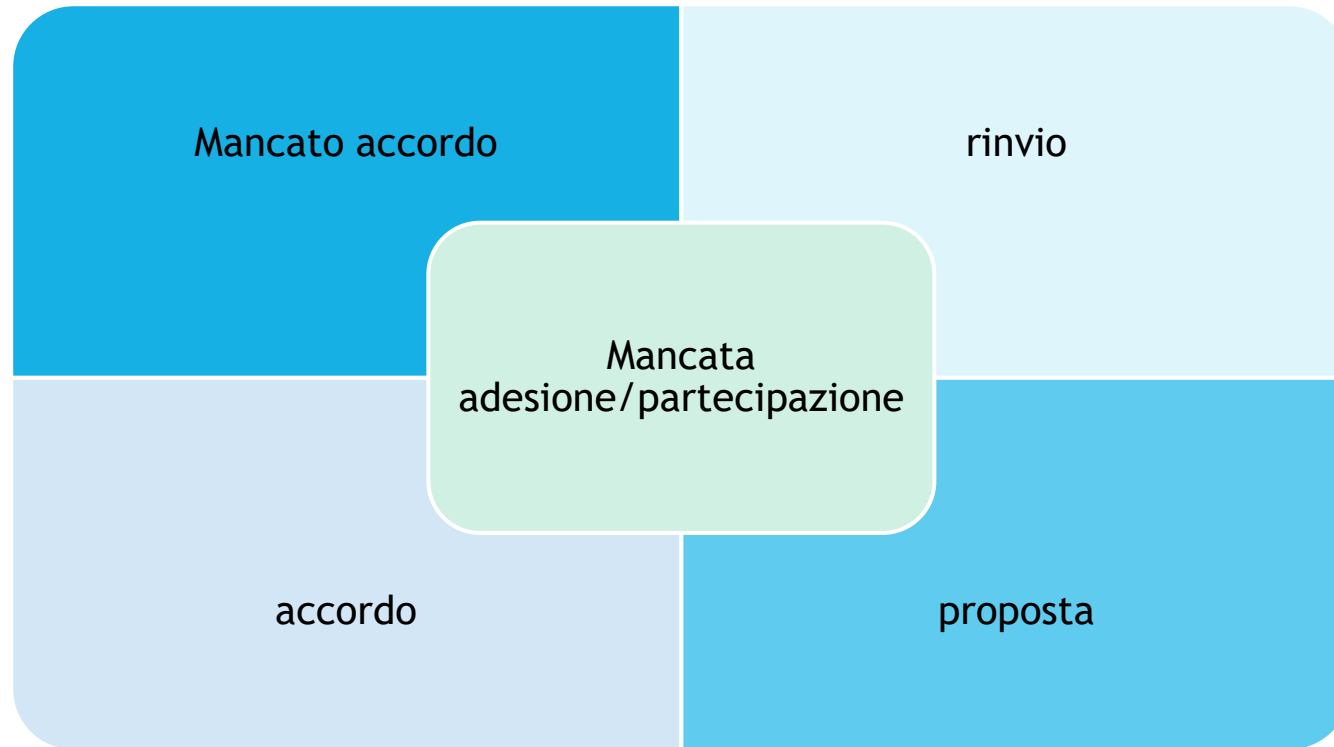 Mancato accordo
rinvio
Mancata
adesione/partecipazione
accordo
proposta